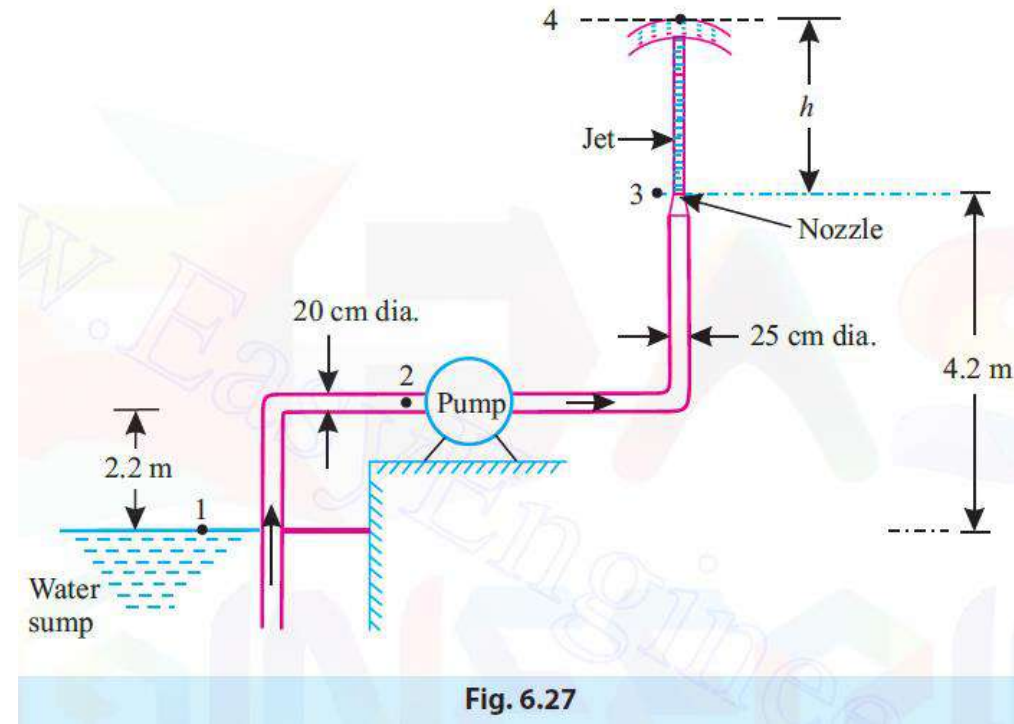 4
h
Jet
3
Nozzle
20 cm dia.
25 cm dia.
2
Pump
4.2 m
2.2 m
1
Water
sump
Fig. 6.27